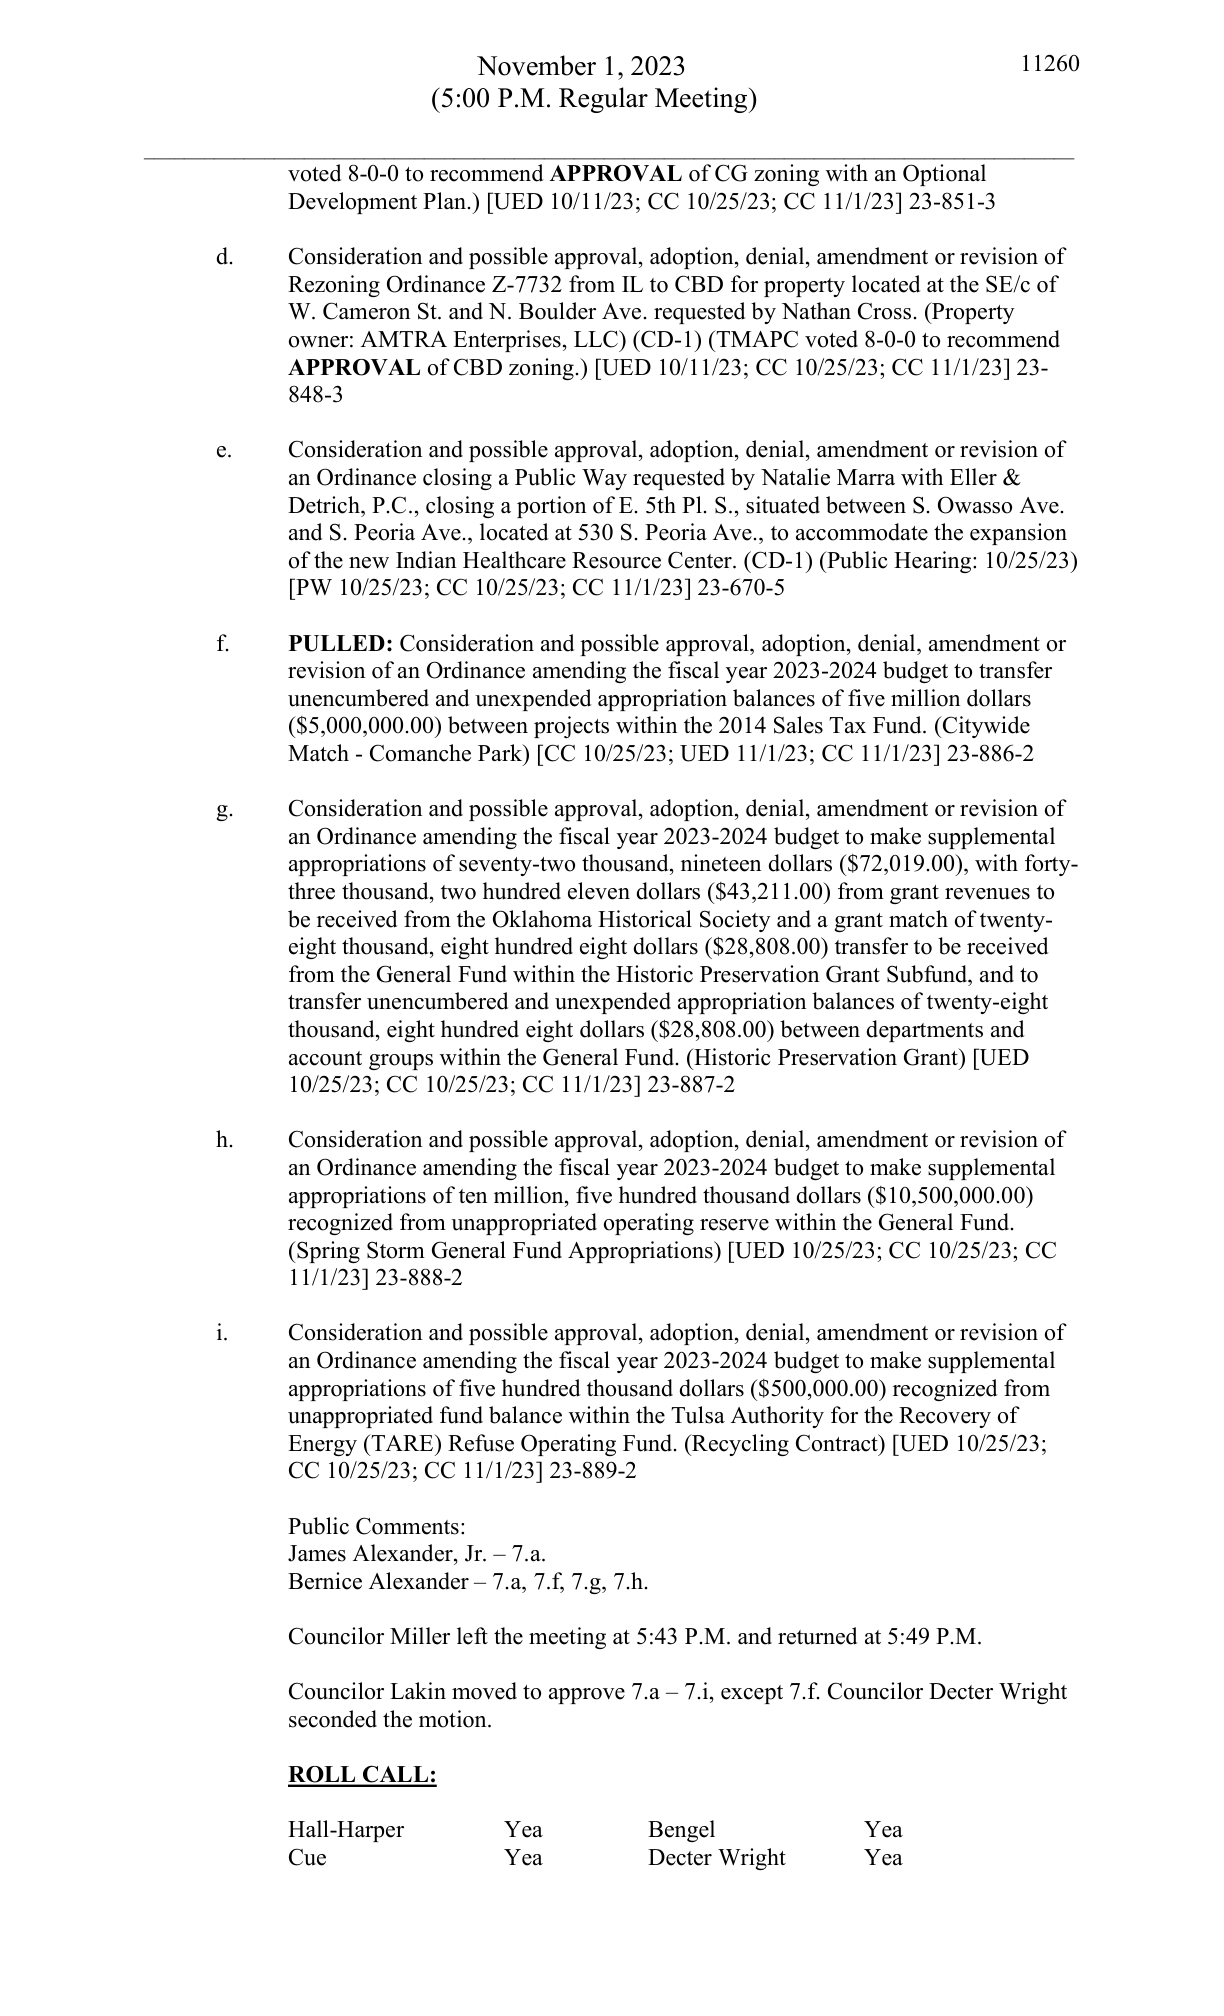 November 1, 2023
11260
(5:00 P.M. Regular Meeting)
voted 8-0-0 to recommend APPROVAL of CG zoning with an Optional
Development Plan.) [UED 10/11/23; CC 10/25/23; CC 11/1/23] 23-851-3
d. Consideration and possible approval, adoption, denial, amendment or revision of
Rezoning Ordinance Z-7732 from IL to CBD for property located at the SE/c of
W. Cameron St. and N. Boulder Ave. requested by Nathan Cross. (Property
owner: AMTRA Enterprises, LLC) (CD-1) (TMAPC voted 8-0-0 to recommend
APPROVAL of CBD zoning.) [UED 10/11/23; CC 10/25/23; CC 11/1/23] 23-
848-3
e. Consideration and possible approval, adoption, denial, amendment or revision of
an Ordinance closing a Public Way requested by Natalie Marra with Eller &
Detrich, P.C., closing a portion of E. 5th Pl. S., situated between S. Owasso Ave.
and S. Peoria Ave., located at 530 S. Peoria Ave., to accommodate the expansion
of the new Indian Healthcare Resource Center. (CD-1) (Public Hearing: 10/25/23)
[PW 10/25/23; CC 10/25/23; CC 11/1/23] 23-670-5
f. PULLED: Consideration and possible approval, adoption, denial, amendment or
revision of an Ordinance amending the fiscal year 2023-2024 budget to transfer
unencumbered and unexpended appropriation balances of five million dollars
($5,000,000.00) between projects within the 2014 Sales Tax Fund. (Citywide
Match - Comanche Park) [CC 10/25/23; UED 11/1/23; CC 11/1/23] 23-886-2
g. Consideration and possible approval, adoption, denial, amendment or revision of
an Ordinance amending the fiscal year 2023-2024 budget to make supplemental
appropriations of seventy-two thousand, nineteen dollars ($72,019.00), with forty-
three thousand, two hundred eleven dollars ($43,211.00) from grant revenues to
be received from the Oklahoma Historical Society and a grant match of twenty-
eight thousand, eight hundred eight dollars ($28,808.00) transfer to be received
from the General Fund within the Historic Preservation Grant Subfund, and to
transfer unencumbered and unexpended appropriation balances of twenty-eight
thousand, eight hundred eight dollars ($28,808.00) between departments and
account groups within the General Fund. (Historic Preservation Grant) [UED
10/25/23; CC 10/25/23; CC 11/1/23] 23-887-2
h. Consideration and possible approval, adoption, denial, amendment or revision of
an Ordinance amending the fiscal year 2023-2024 budget to make supplemental
appropriations of ten million, five hundred thousand dollars ($10,500,000.00)
recognized from unappropriated operating reserve within the General Fund.
(Spring Storm General Fund Appropriations) [UED 10/25/23; CC 10/25/23; CC
11/1/23] 23-888-2
i. Consideration and possible approval, adoption, denial, amendment or revision of
an Ordinance amending the fiscal year 2023-2024 budget to make supplemental
appropriations of five hundred thousand dollars ($500,000.00) recognized from
unappropriated fund balance within the Tulsa Authority for the Recovery of
Energy (TARE) Refuse Operating Fund. (Recycling Contract) [UED 10/25/23;
CC 10/25/23; CC 11/1/23] 23-889-2
Public Comments:
James Alexander, Jr. – 7.a.
Bernice Alexander – 7.a, 7.f, 7.g, 7.h.
Councilor Miller left the meeting at 5:43 P.M. and returned at 5:49 P.M.
Councilor Lakin moved to approve 7.a – 7.i, except 7.f. Councilor Decter Wright
seconded the motion.
ROLL CALL:
Hall-Harper Yea Bengel Yea
Cue Yea Decter Wright Yea